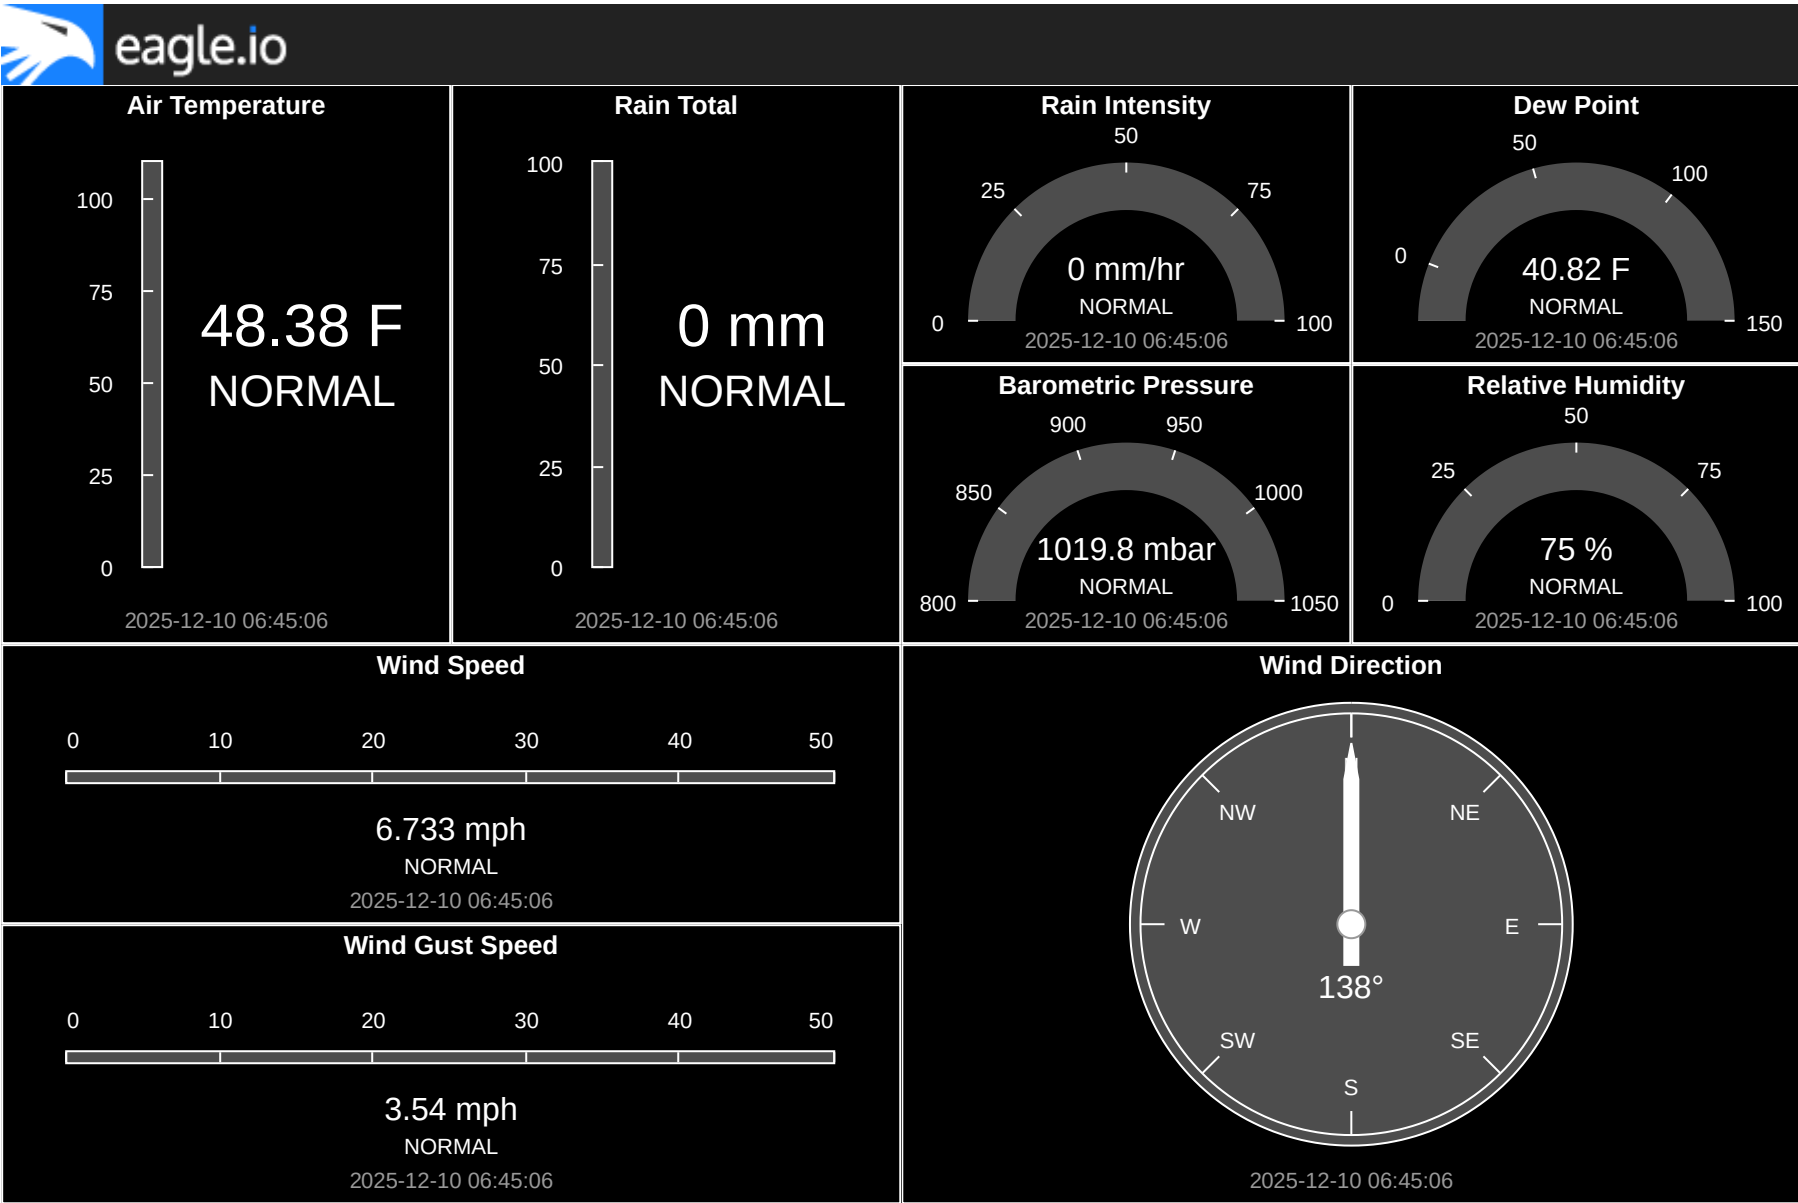 eagle.io
Air Temperature
100
75
50
25
0
48.38 F
NORMAL
2025-12-10 06:45:06
Rain Total
100
75
50
25
0
0 mm
NORMAL
2025-12-10 06:45:06
Rain Intensity
0
25
50
75
100
0 mm/hr
NORMAL
2025-12-10 06:45:06
Dew Point
0
50
100
150
40.82 F
NORMAL
2025-12-10 06:45:06
Barometric Pressure
800
850
900
950
1000
1050
1019.8 mbar
NORMAL
2025-12-10 06:45:06
Relative Humidity
0
25
50
75
100
75 %
NORMAL
2025-12-10 06:45:06
Wind Speed
0 10 20 30 40 50
6.733 mph
NORMAL
2025-12-10 06:45:06
Wind Gust Speed
0 10 20 30 40 50
3.54 mph
NORMAL
2025-12-10 06:45:06
Wind Direction
NW NE
W E
138°
SW SE
S
2025-12-10 06:45:06